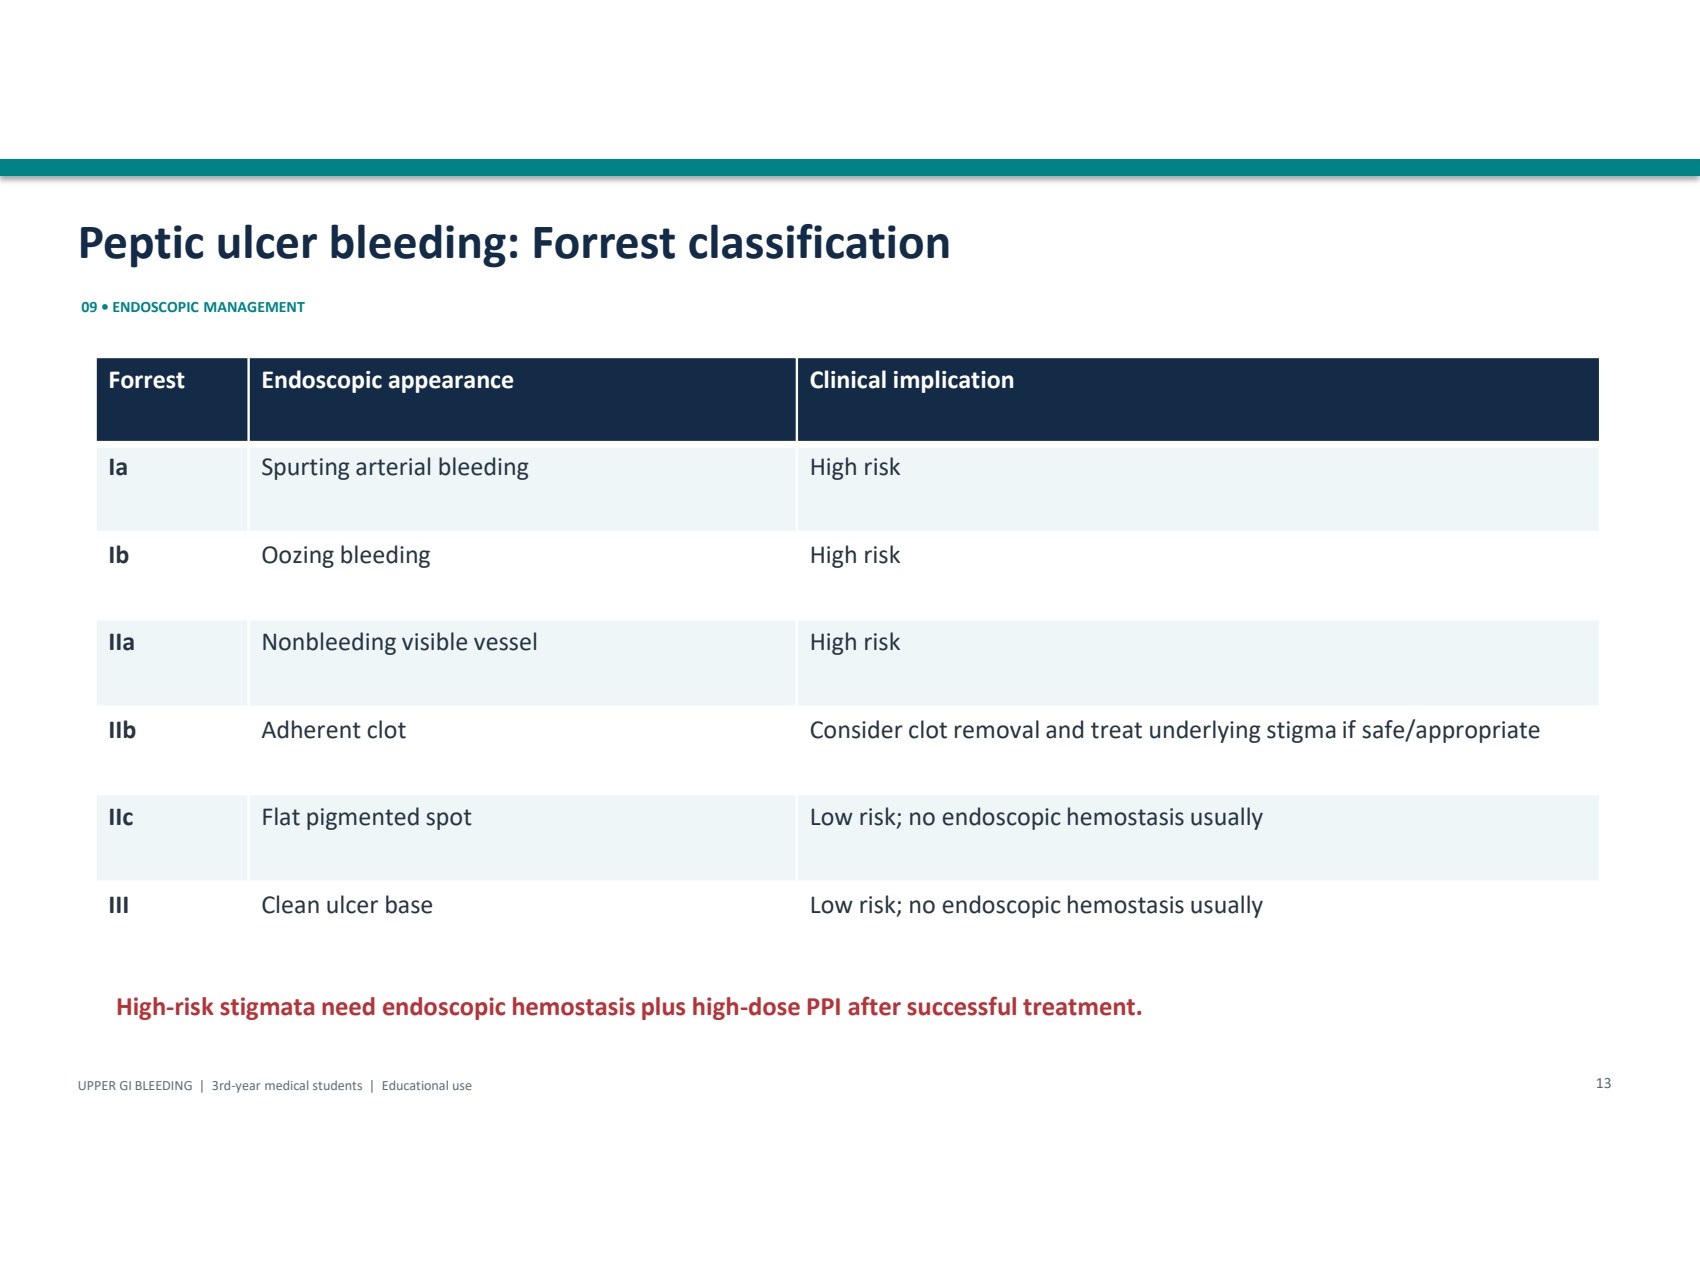 Peptic ulcer bleeding: Forrest classification
09 • ENDOSCOPIC MANAGEMENT
Forrest Endoscopic appearance Clinical implication
Ia Spurting arterial bleeding High risk
Ib Oozing bleeding High risk
IIa Nonbleeding visible vessel High risk
IIb Adherent clot Consider clot removal and treat underlying stigma if safe/appropriate
IIc Flat pigmented spot Low risk; no endoscopic hemostasis usually
III Clean ulcer base Low risk; no endoscopic hemostasis usually
High-risk stigmata need endoscopic hemostasis plus high-dose PPI after successful treatment.
UPPER GI BLEEDING | 3rd-year medical students | Educational use
13